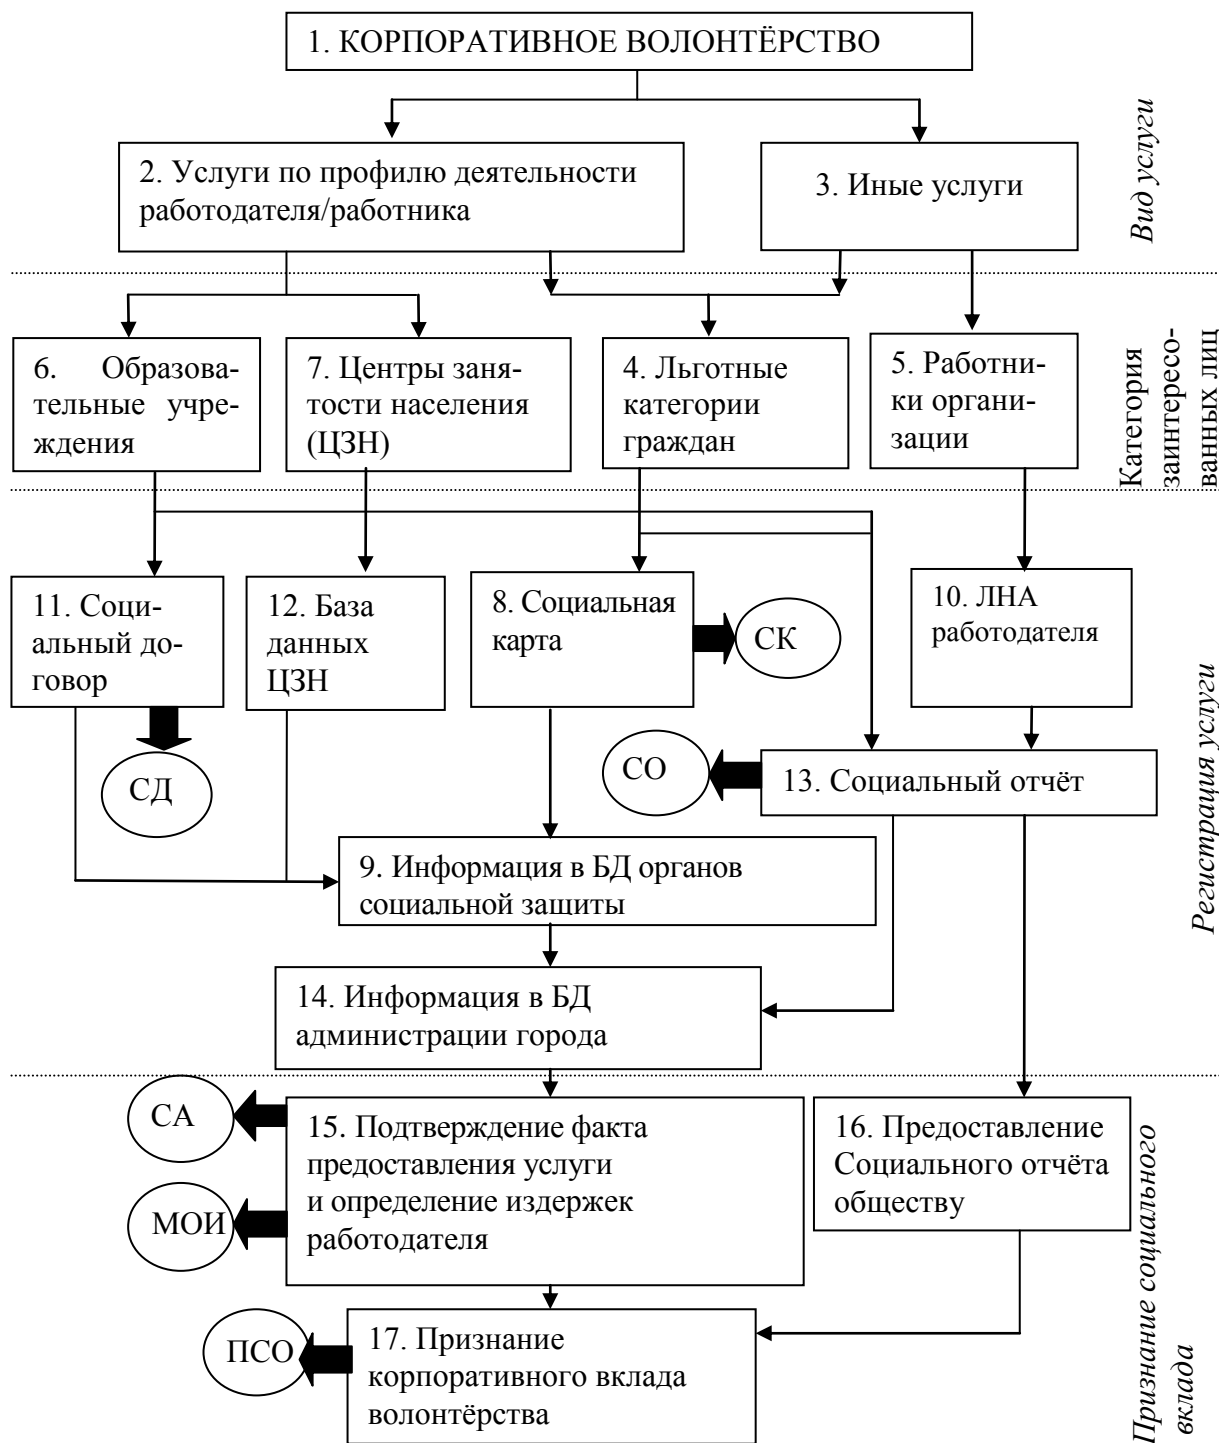 1. КОРПОРАТИВНОЕ ВОЛОНТЁРСТВО
2. Услуги по профилю деятельности
работодателя/работника
3. Иные услуги
Вид услуги
6. Образова-
тельные учре-
ждения
7. Центры заня-
тости населения
(ЦЗН)
4. Льготные
категории
граждан
5. Работни-
ки органи-
зации
Категория
заинтересо-
ванных лиц
11. Соци-
альный до-
говор
12. База
данных
ЦЗН
8. Социальная
карта
СК
10. ЛНА
работодателя
СД
СО
13. Социальный отчёт
9. Информация в БД органов
социальной защиты
14. Информация в БД
администрации города
Регистрация услуги
СА
МОИ
15. Подтверждение факта
предоставления услуги
и определение издержек
работодателя
16. Предоставление
Социального отчёта
обществу
ПСО
17. Признание
корпоративного вклада
волонтёрства
Признание социального
вклада